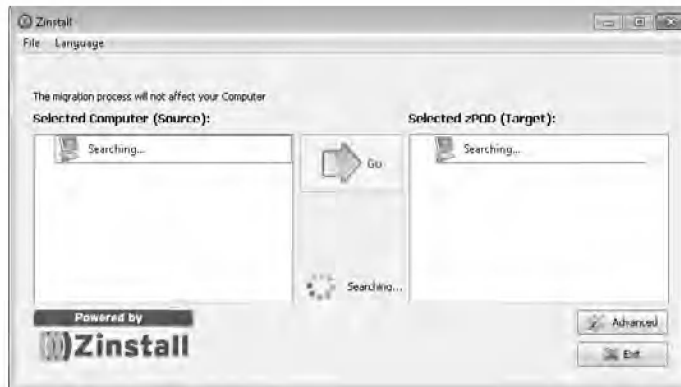 Zinstall
File Language
The migration process will not affect your Computer
Selected Computer (Source):
Selected zPOD (Target):
Searching...
Searching...
Go
Searching...
Powered by
Zinstall
Advanced
Exit